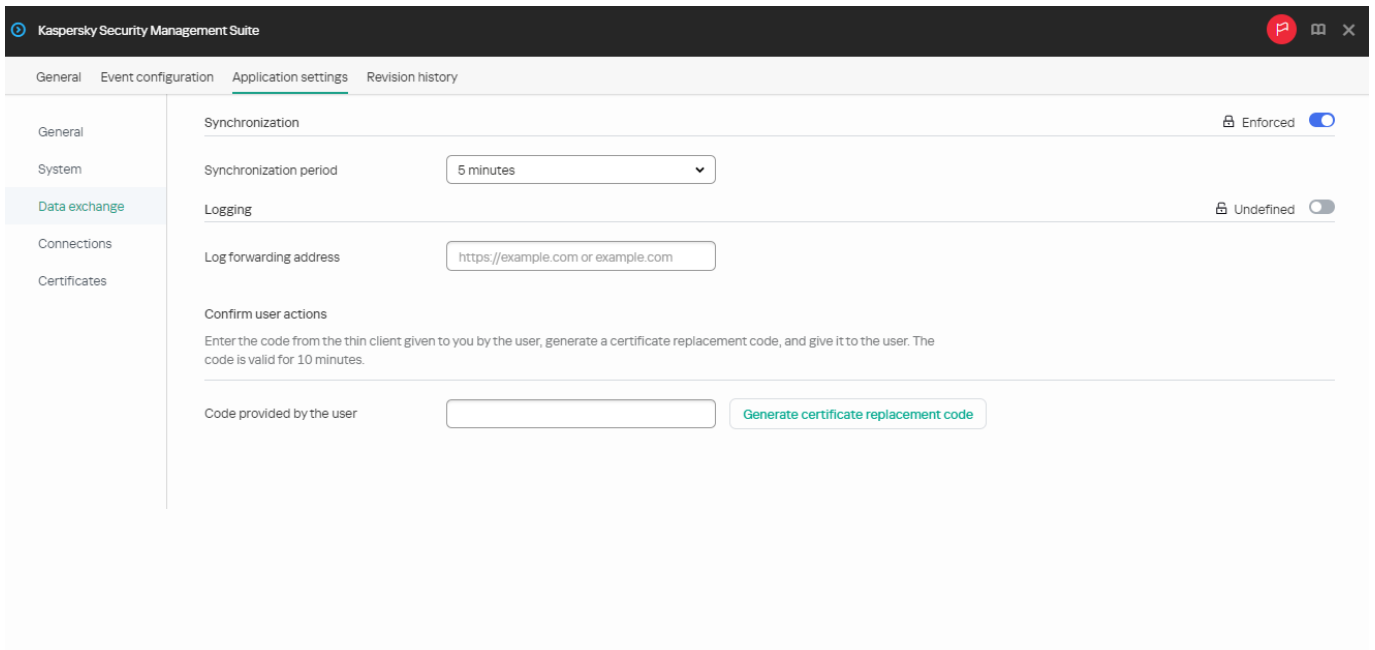 Kaspersky Security Management Suite
General Event configuration Application settings Revision history
General
System
Data exchange
Connections
Certificates
Synchronization Enforced
Synchronization period 5 minutes
Logging Undefined
Log forwarding address https://example.com or example.com
Confirm user actions
Enter the code from the thin client given to you by the user, generate a certificate replacement code, and give it to the user. The
code is valid for 10 minutes.
Code provided by the user Generate certificate replacement code